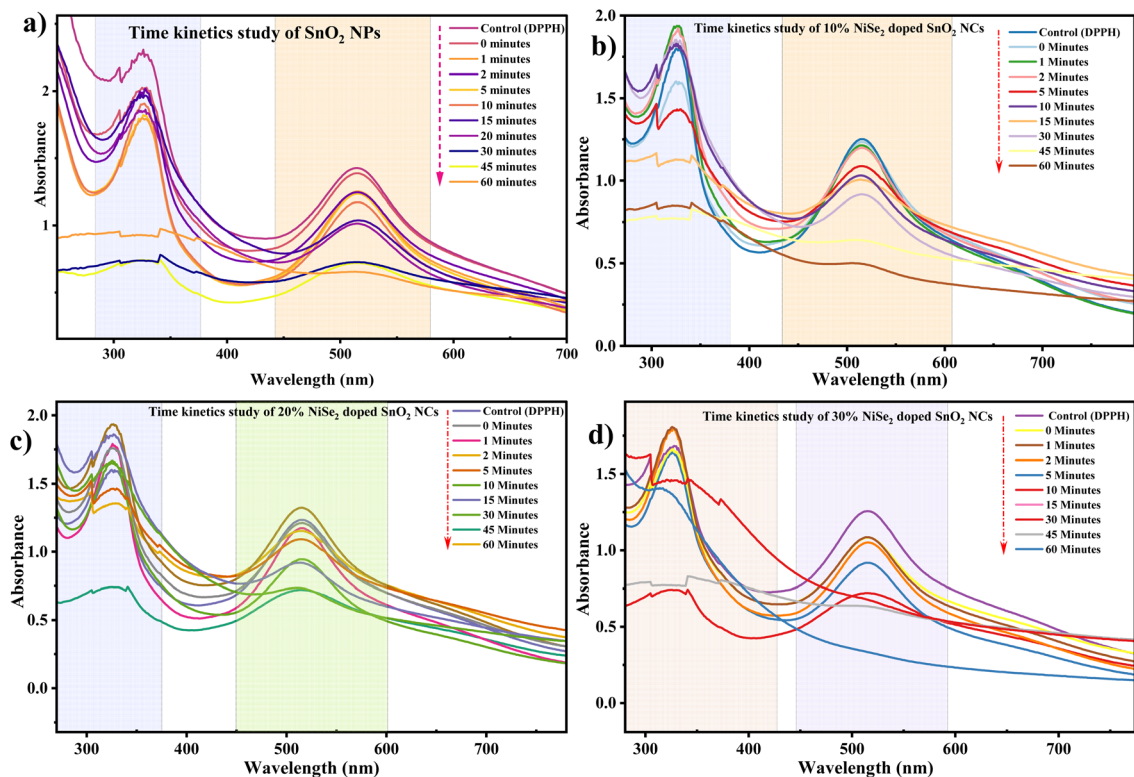 a)
Time kinetics study of SnO₂ NPs
Control (DPPH)
0 minutes
1 minutes
2 minutes
5 minutes
10 minutes
15 minutes
20 minutes
30 minutes
45 minutes
60 minutes
2
1
Absorbance
300 400 500 600 700
Wavelength (nm)
b)
Time kinetics study of 10% NiSe₂ doped SnO₂ NCs
Control (DPPH)
0 Minutes
1 Minutes
2 Minutes
5 Minutes
10 Minutes
15 Minutes
30 Minutes
45 Minutes
60 Minutes
2.0
1.5
1.0
0.5
0.0
Absorbance
300 400 500 600 700
Wavelength (nm)
c)
Time kinetics study of 20% NiSe₂ doped SnO₂ NCs
Control (DPPH)
0 Minutes
1 Minutes
2 Minutes
5 Minutes
10 Minutes
15 Minutes
30 Minutes
45 Minutes
60 Minutes
2.0
1.5
1.0
0.5
0.0
Absorbance
300 400 500 600 700
Wavelength (nm)
d)
Time kinetics study of 30% NiSe₂ doped SnO₂ NCs
Control (DPPH)
0 Minutes
1 Minutes
2 Minutes
5 Minutes
10 Minutes
15 Minutes
30 Minutes
45 Minutes
60 Minutes
1.5
1.0
0.5
0.0
Absorbance
300 400 500 600 700
Wavelength (nm)